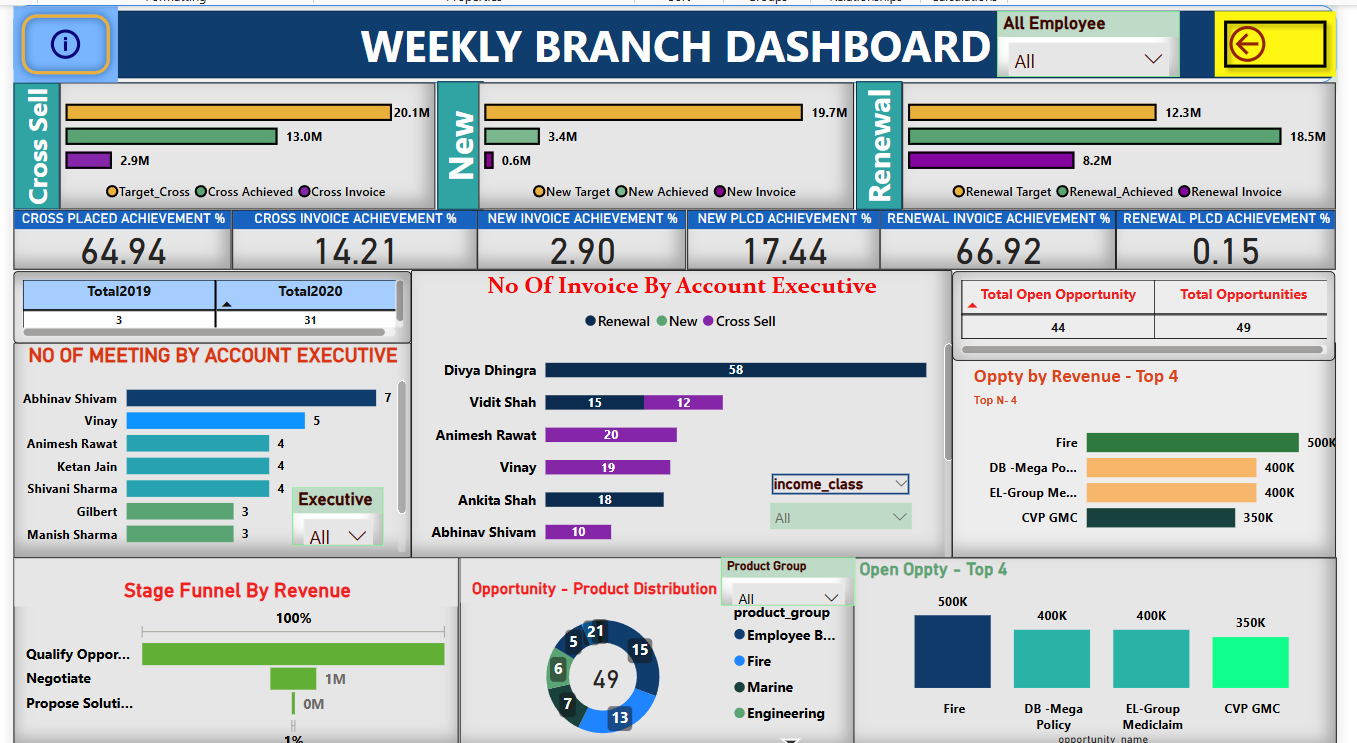 WEEKLY BRANCH DASHBOARD
All Employee
All
Cross Sell
20.1M
13.0M
2.9M
Target_Cross Cross Achieved Cross Invoice
New
19.7M
3.4M
0.6M
New Target New Achieved New Invoice
Renewal
12.3M
18.5M
8.2M
Renewal Target Renewal_Achieved Renewal Invoice
CROSS PLACED ACHIEVEMENT %
64.94
CROSS INVOICE ACHIEVEMENT %
14.21
NEW INVOICE ACHIEVEMENT %
2.90
NEW PLCD ACHIEVEMENT %
17.44
RENEWAL INVOICE ACHIEVEMENT %
66.92
RENEWAL PLCD ACHIEVEMENT %
0.15
Total2019 Total2020
3 31
NO OF MEETING BY ACCOUNT EXECUTIVE
Abhinav Shivam 7
Vinay 5
Animesh Rawat 4
Ketan Jain 4
Shivani Sharma 4
Gilbert 3
Manish Sharma 3
Executive
All
No Of Invoice By Account Executive
Renewal New Cross Sell
Divya Dhingra 58
Vidit Shah 15 12
Animesh Rawat 20
Vinay 19
Ankita Shah 18
Abhinav Shivam 10
income_class
All
Total Open Opportunity Total Opportunities
44 49
Oppty by Revenue - Top 4
Top N- 4
Fire 500K
DB -Mega Po... 400K
EL-Group Me... 400K
CVP GMC 350K
Stage Funnel By Revenue
100%
Qualify Oppor...
Negotiate 1M
Propose Soluti... 0M
1%
Opportunity - Product Distribution
Product Group
All
product_group
Employee B...
Fire
Marine
Engineering
49
15
13
7
6
5
21
Open Oppty - Top 4
500K
400K
400K
350K
Fire
DB -Mega
Policy
EL-Group
Mediclaim
CVP GMC
opportunity_name